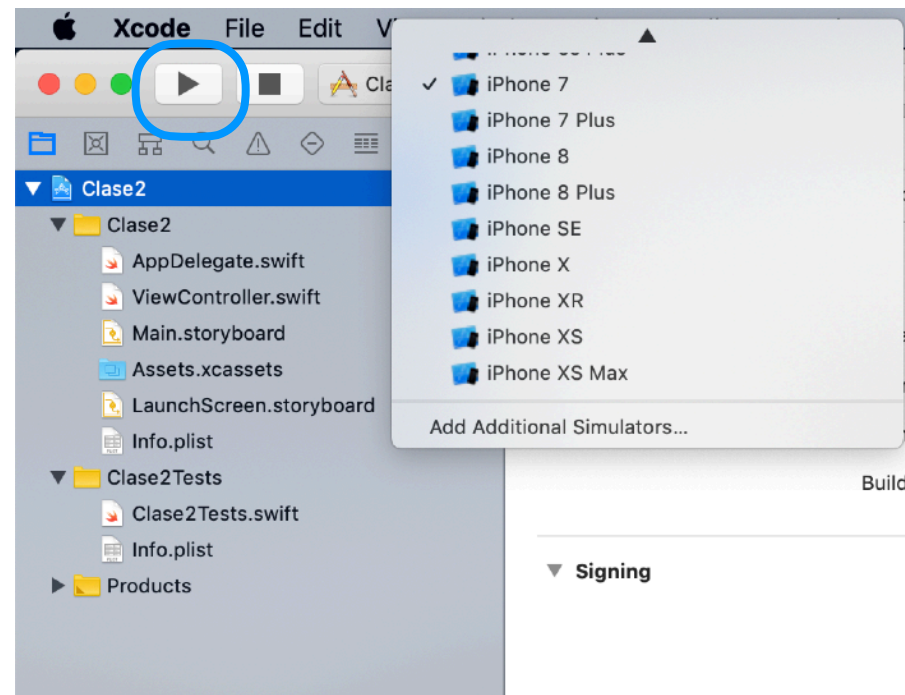 Xcode File Edit
Cla
iPhone 7
iPhone 7 Plus
iPhone 8
iPhone 8 Plus
iPhone SE
iPhone X
iPhone XR
iPhone XS
iPhone XS Max
Add Additional Simulators...
Clase2
Clase2
AppDelegate.swift
ViewController.swift
Main.storyboard
Assets.xcassets
LaunchScreen.storyboard
Info.plist
Clase2Tests
Clase2Tests.swift
Info.plist
Products
Build
Signing